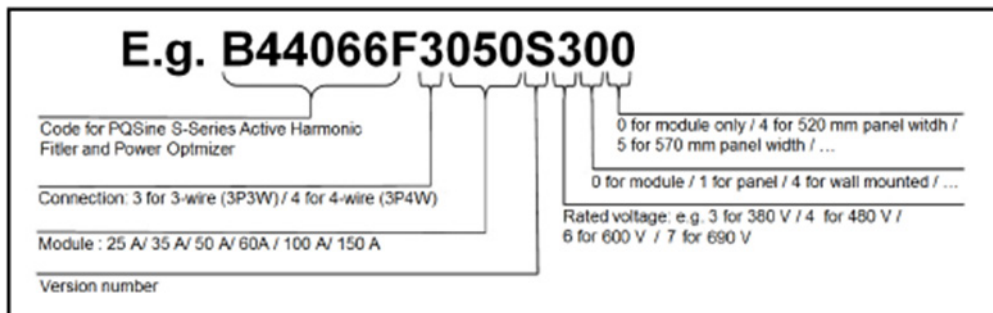 E.g. B44066F3050S300
Code for PQSine S-Series Active Harmonic
Fitler and Power Optmizer
0 for module only / 4 for 520 mm panel witdh /
5 for 570 mm panel width / ...
0 for module / 1 for panel / 4 for wall mounted / ...
Connection: 3 for 3-wire (3P3W) / 4 for 4-wire (3P4W)
Rated voltage: e.g. 3 for 380 V / 4 for 480 V /
6 for 600 V / 7 for 690 V
Module : 25 A/ 35 A/ 50 A/ 60A / 100 A/ 150 A
Version number